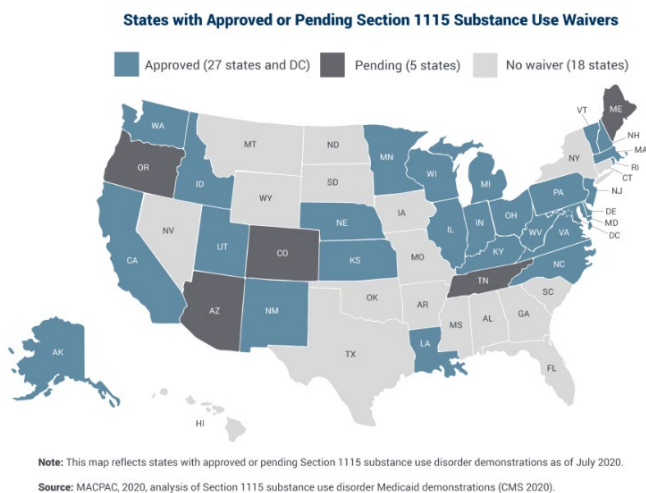 States with Approved or Pending Section 1115 Substance Use Waivers
Approved (27 states and DC) Pending (5 states) No waiver (18 states)
WA
MT
ND
MN
VT
ME
NH
MA
RI
CT
NJ
DE
MD
DC
OR
ID
WY
SD
WI
MI
NY
PA
NV
UT
NE
IA
IL
IN
OH
WV
VA
CA
CO
KS
MO
KY
NC
AZ
NM
OK
AR
TN
SC
MS
AL
GA
TX
LA
FL
AK
HI
Note: This map reflects states with approved or pending Section 1115 substance use disorder demonstrations as of July 2020.
Source: MACPAC, 2020, analysis of Section 1115 substance use disorder Medicaid demonstrations (CMS 2020).